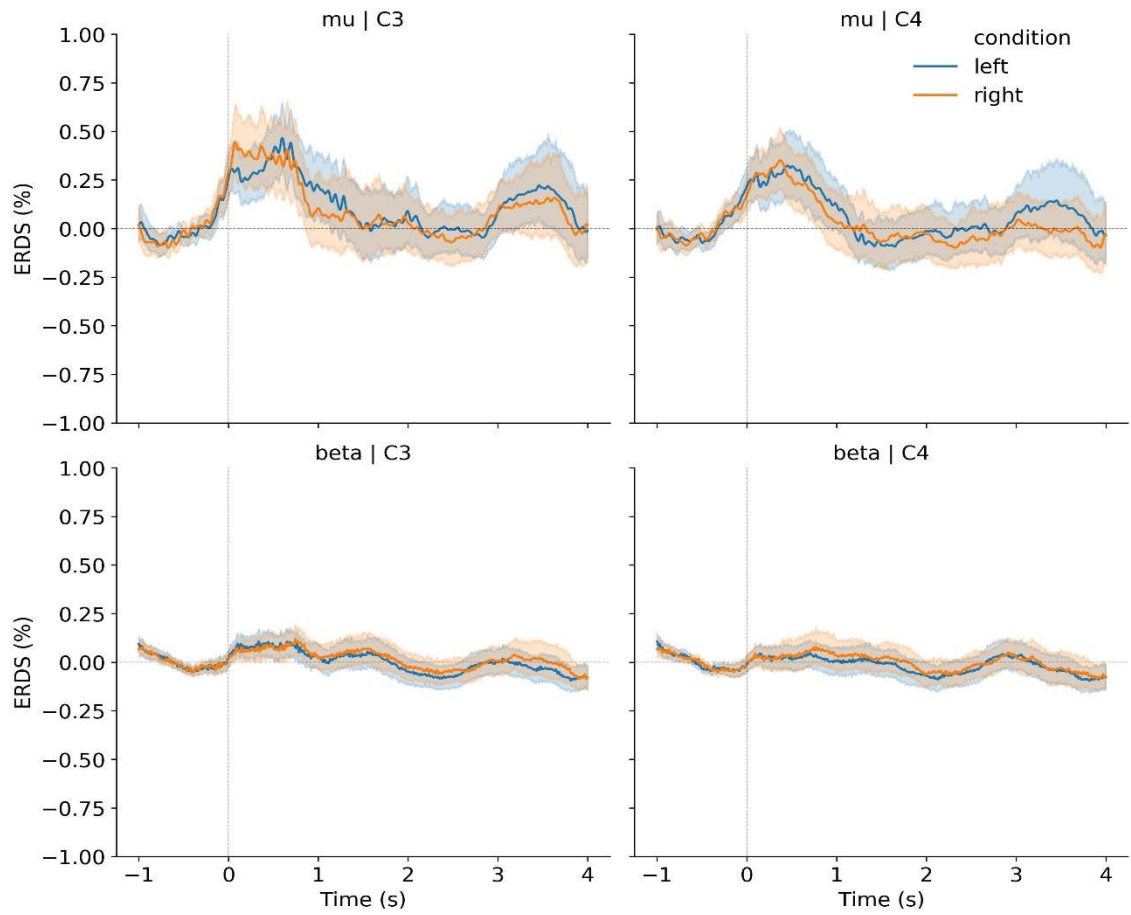 mu | C3
1.00
0.75
0.50
0.25
0.00
−0.25
−0.50
−0.75
−1.00
ERDS (%)
mu | C4
condition
left
right
beta | C3
1.00
0.75
0.50
0.25
0.00
−0.25
−0.50
−0.75
−1.00
ERDS (%)
−1 0 1 2 3 4
Time (s)
beta | C4
−1 0 1 2 3 4
Time (s)